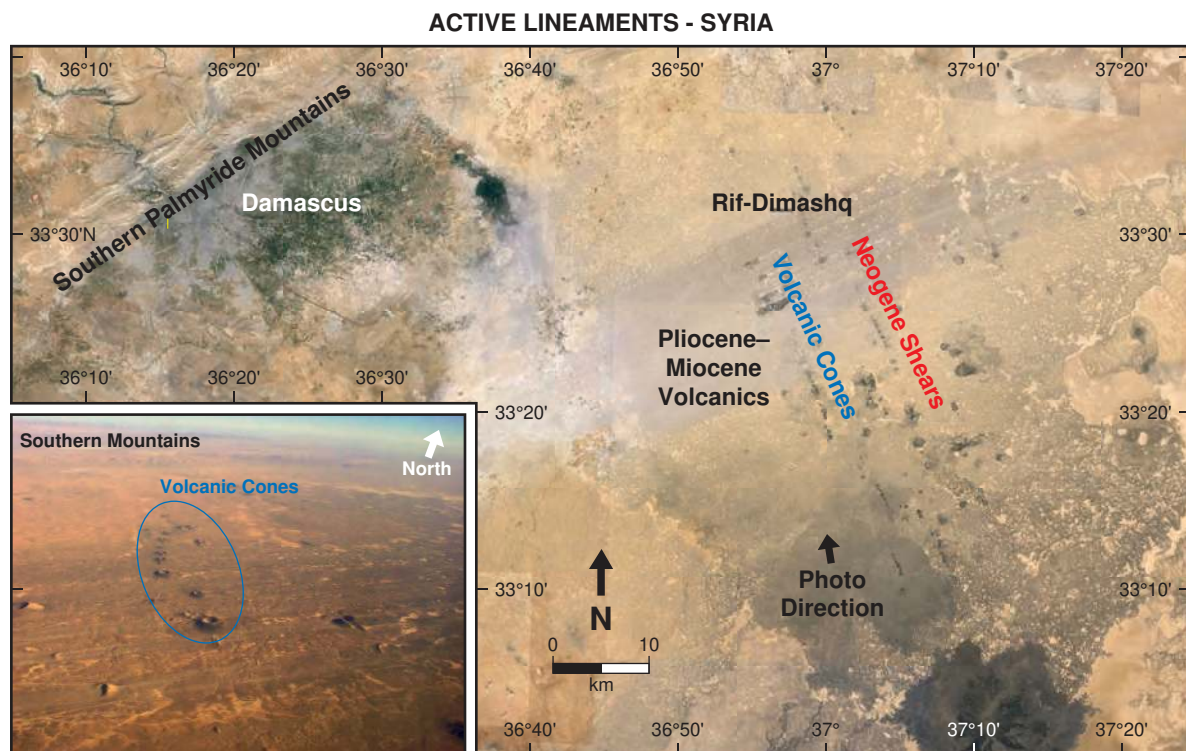 ACTIVE LINEAMENTS - SYRIA
36°10'
36°20'
36°30'
36°40'
36°50'
37°
37°10'
37°20'
Southern Palmyride Mountains
Damascus
Rif-Dimashq
33°30'N
33°30'
Volcanic Cones
Neogene Shears
Pliocene–
Miocene
Volcanics
36°10'
36°20'
36°30'
33°20'
33°20'
Southern Mountains
North
Volcanic Cones
33°10'
33°10'
Photo
Direction
N
0
10
km
36°40'
36°50'
37°
37°10'
37°20'